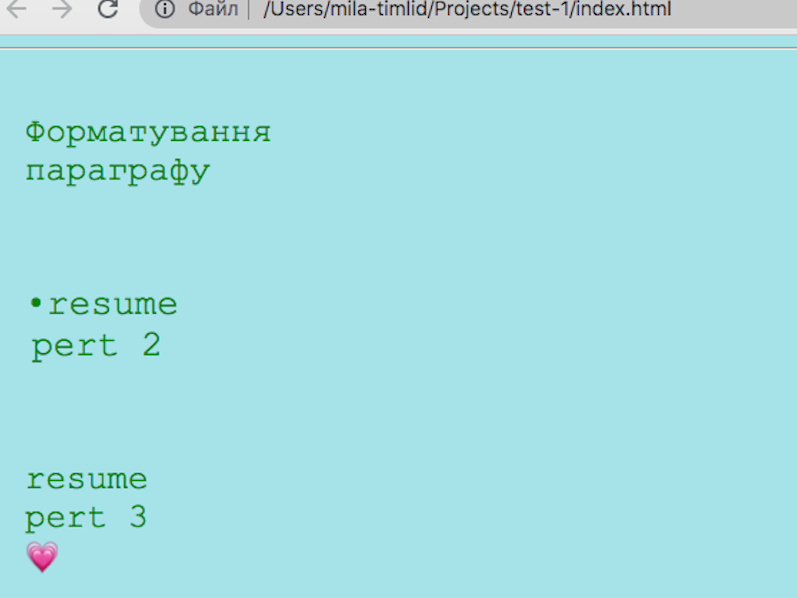 Файл /Users/mila-timlid/Projects/test-1/index.html
Форматування
параграфу
•resume
pert 2
resume
pert 3
💗